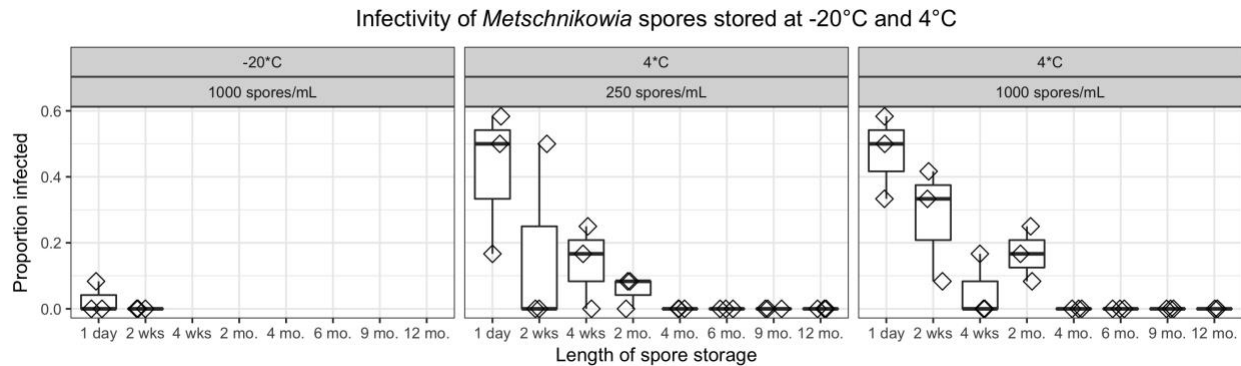 Infectivity of Metschnikowia spores stored at -20°C and 4°C
-20*C
4*C
4*C
1000 spores/mL
250 spores/mL
1000 spores/mL
Proportion infected
0.6
0.4
0.2
0.0
1 day 2 wks 4 wks 2 mo. 4 mo. 6 mo. 9 mo. 12 mo.
1 day 2 wks 4 wks 2 mo. 4 mo. 6 mo. 9 mo. 12 mo.
1 day 2 wks 4 wks 2 mo. 4 mo. 6 mo. 9 mo. 12 mo.
Length of spore storage